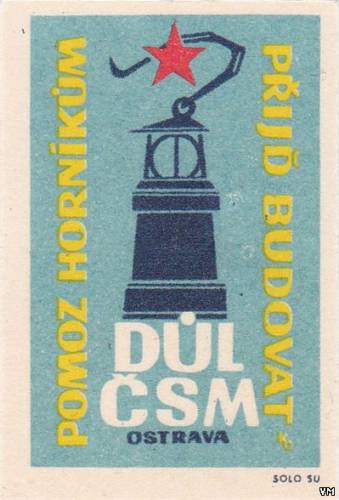 POMOZ HORNÍKŮM
PŘIJĎ BUDOVAT
DŮL
ČSM
OSTRAVA
SOLO SU
VM